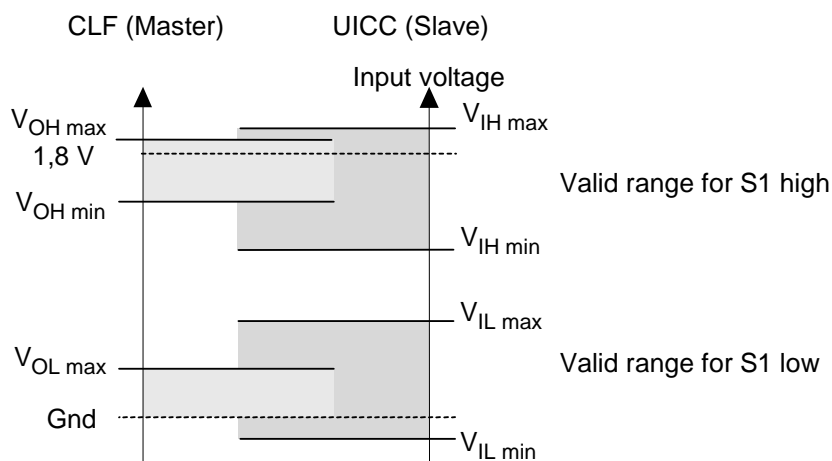 CLF (Master)
UICC (Slave)
Input voltage
VOH max
VIH max
1,8 V
Valid range for S1 high
VOH min
VIH min
VIL max
VOL max
Valid range for S1 low
Gnd
VIL min